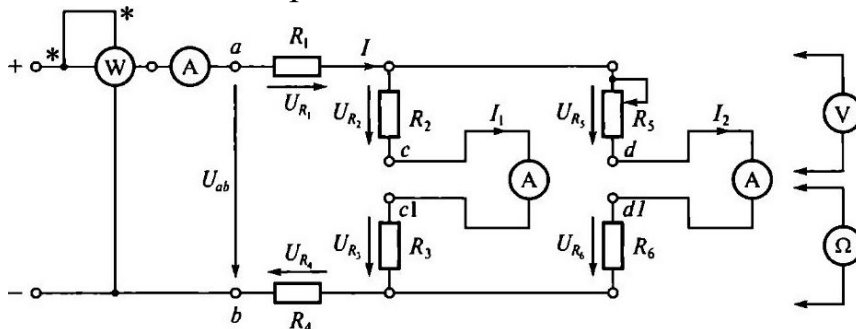 * *
a R₁ I
+ W A
U_R₁ U_R₂ R₂ U_R₅ R₅ V
I₁ I₂
c d
U_ab A A
c1 d1
U_R₄ U_R₃ R₃ U_R₆ R₆ Ω
−
b R₄